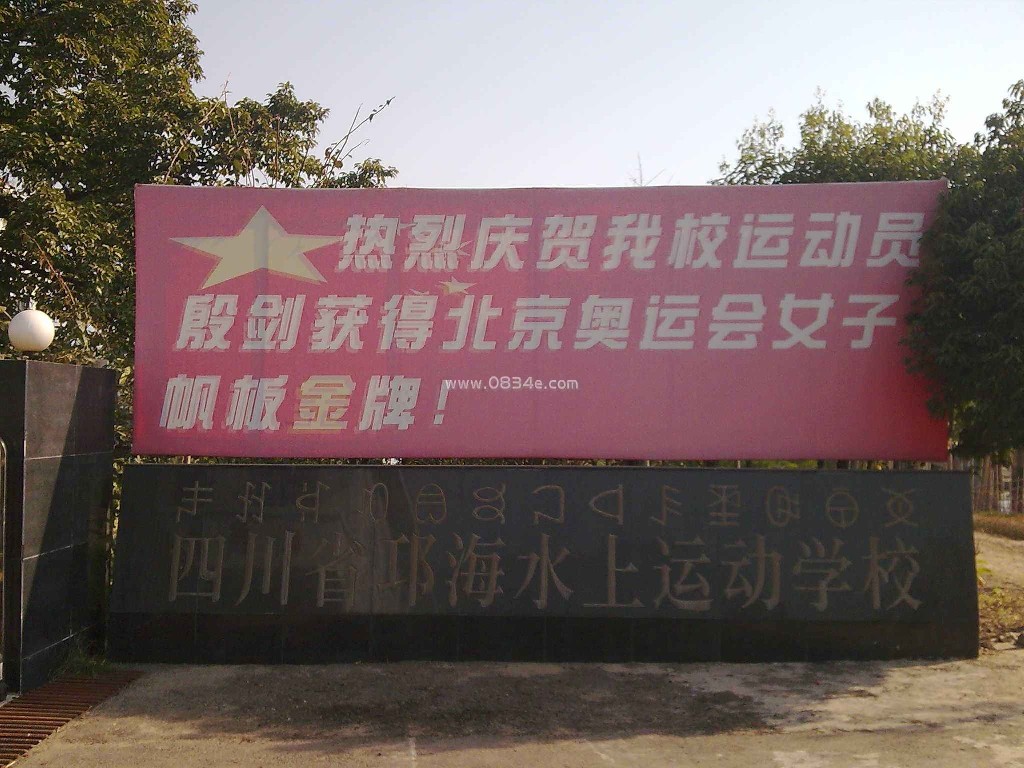 热烈庆贺我校运动员
殷剑获得北京奥运会女子
帆板金牌!
www.0834e.com
四川省邛海水上运动学校